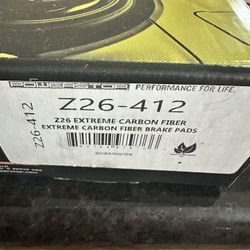 POWERSTOP
PERFORMANCE FOR LIFE.
Z26-412
Z26-412
Z26 EXTREME CARBON FIBER
EXTREME CARBON FIBER BRAKE PADS